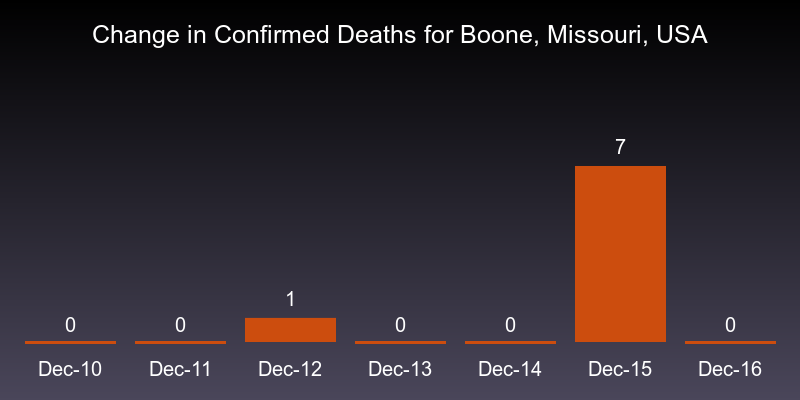 Change in Confirmed Deaths for Boone, Missouri, USA
7
1
0 0 0 0 0
Dec-10 Dec-11 Dec-12 Dec-13 Dec-14 Dec-15 Dec-16